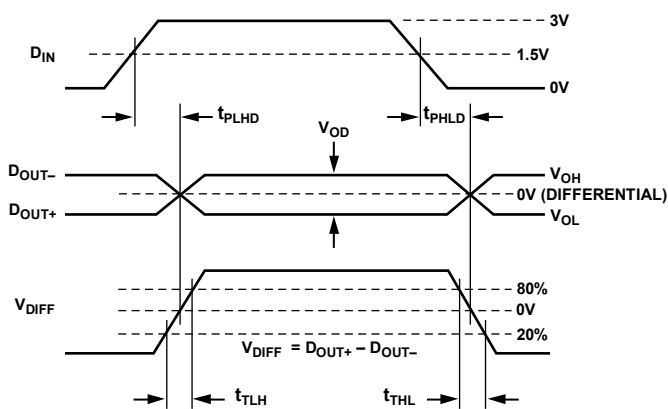 3V
D_IN
1.5V
0V
t_PLHD
t_PHLD
V_OD
D_OUT–
V_OH
0V (DIFFERENTIAL)
D_OUT+
V_OL
80%
V_DIFF
0V
20%
V_DIFF = D_OUT+ – D_OUT–
t_TLH
t_THL